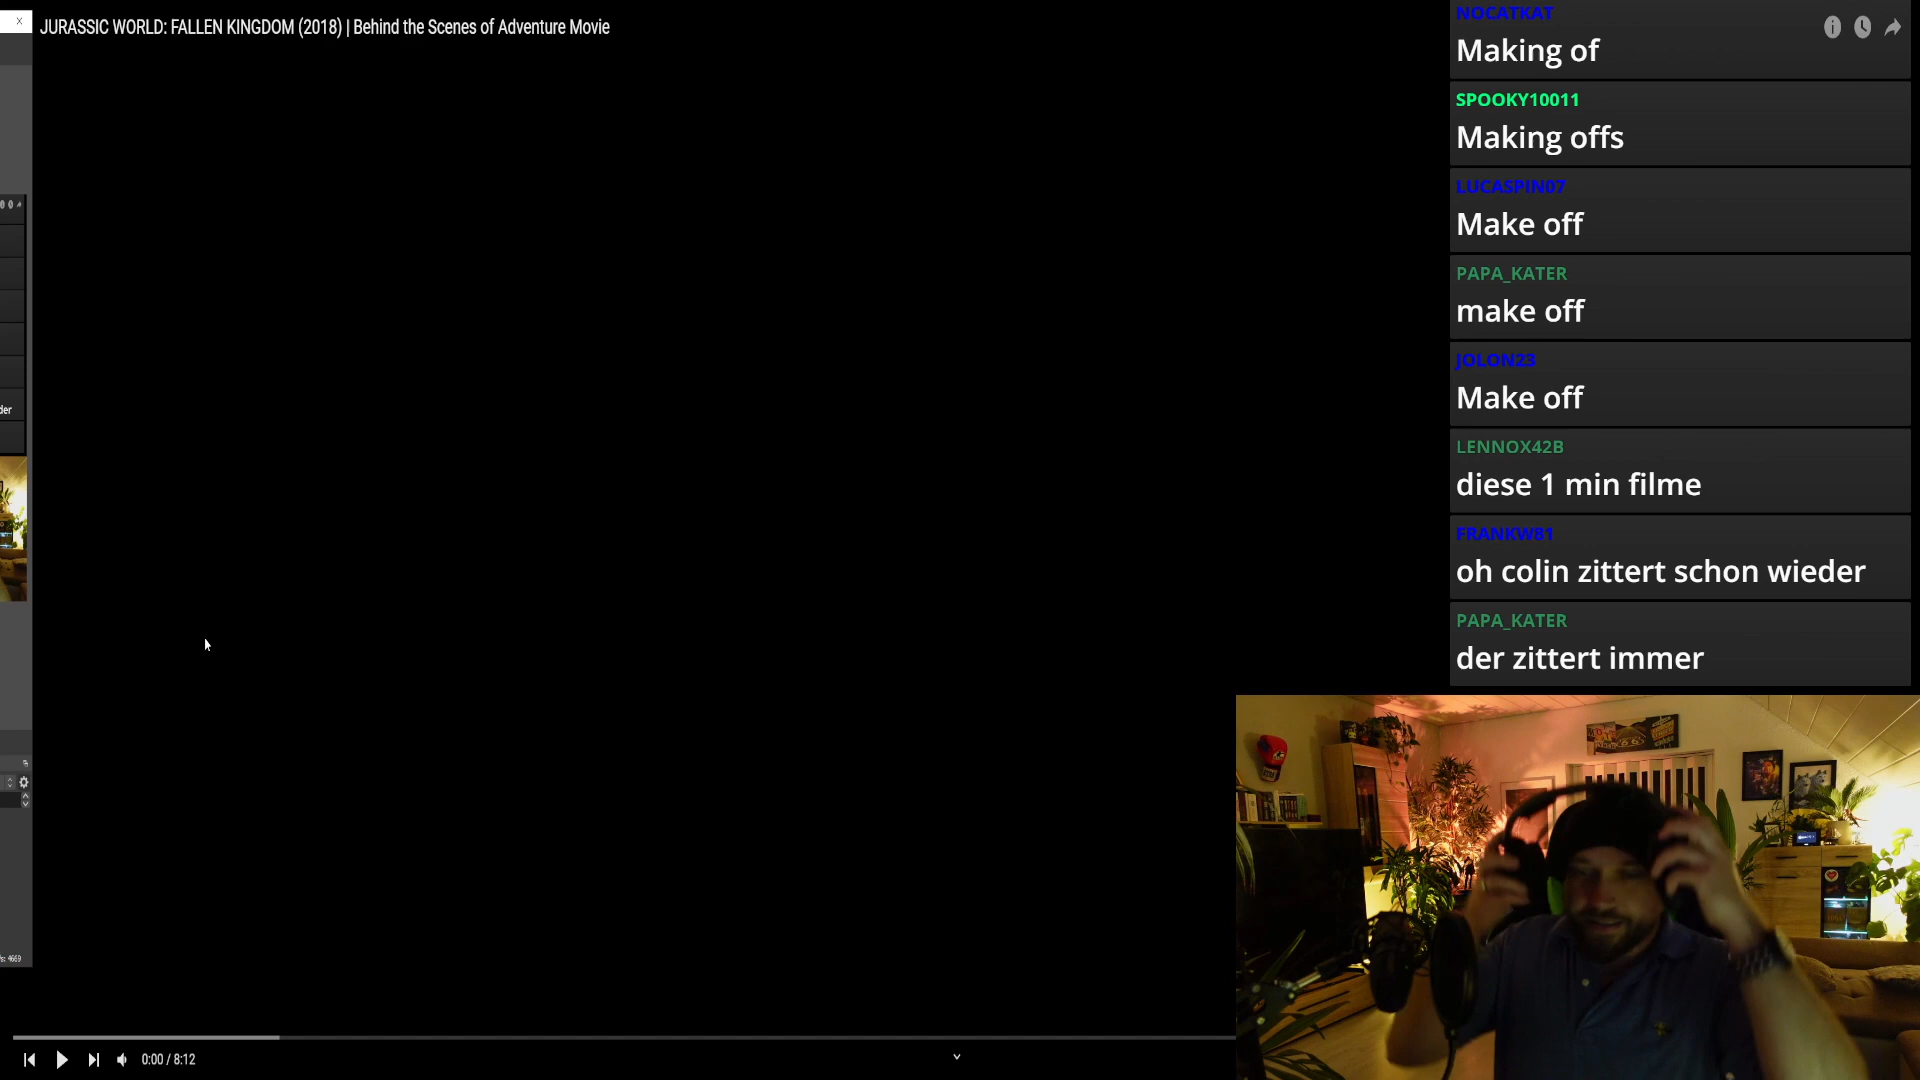 JURASSIC WORLD: FALLEN KINGDOM (2018) | Behind the Scenes of Adventure Movie
NOCATKAT
Making of
SPOOKY10011
Making offs
LUCASPIN07
Make off
PAPA_KATER
make off
JOLON23
Make off
LENNOX42B
diese 1 min filme
FRANKW81
oh colin zittert schon wieder
PAPA_KATER
der zittert immer
der
s: 4669
0:00 / 8:12